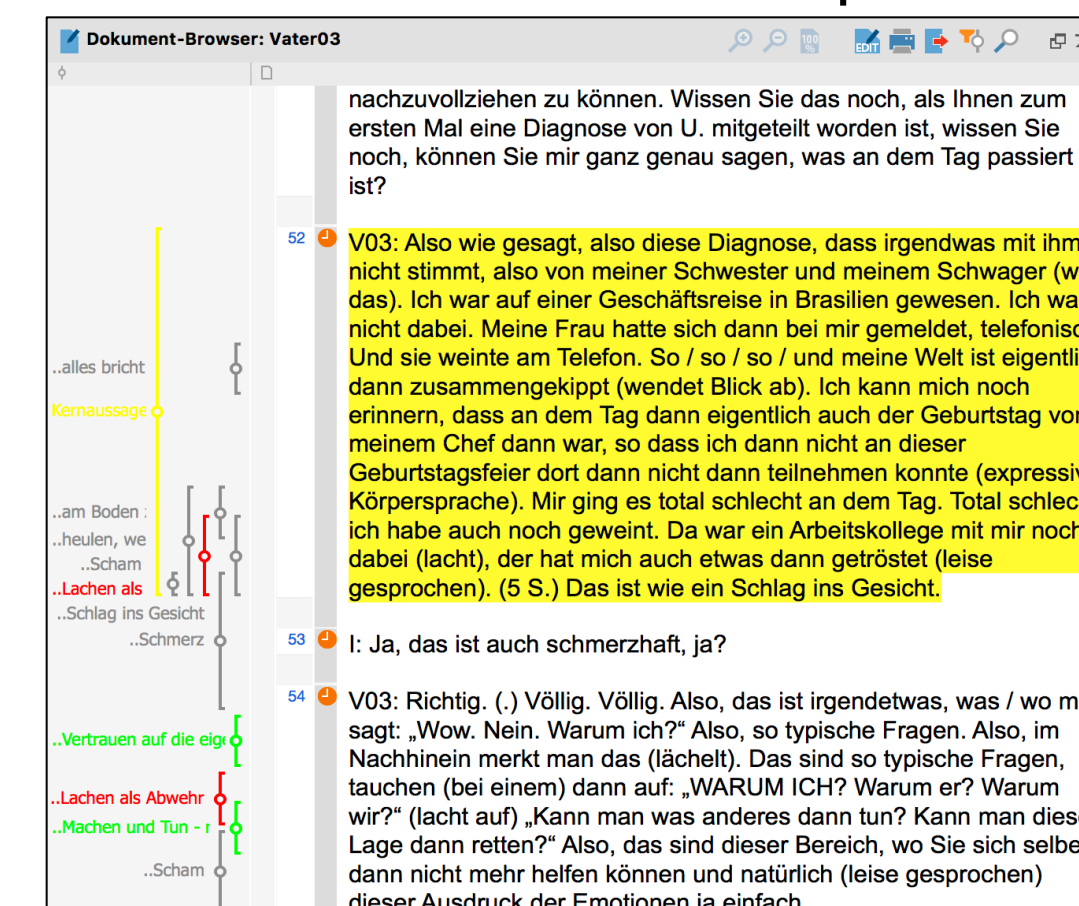 Dokument-Browser: Vater03
100 %
EDIT
nachzuvollziehen zu können. Wissen Sie das noch, als Ihnen zum
ersten Mal eine Diagnose von U. mitgeteilt worden ist, wissen Sie
noch, können Sie mir ganz genau sagen, was an dem Tag passiert
ist?
52
V03: Also wie gesagt, also diese Diagnose, dass irgendwas mit ihm
nicht stimmt, also von meiner Schwester und meinem Schwager (w
das). Ich war auf einer Geschäftsreise in Brasilien gewesen. Ich wa
nicht dabei. Meine Frau hatte sich dann bei mir gemeldet, telefonisc
Und sie weinte am Telefon. So / so / so / und meine Welt ist eigentli
dann zusammengekippt (wendet Blick ab). Ich kann mich noch
erinnern, dass an dem Tag dann eigentlich auch der Geburtstag vo
meinem Chef dann war, so dass ich dann nicht an dieser
Geburtstagsfeier dort dann nicht dann teilnehmen konnte (expressiv
Körpersprache). Mir ging es total schlecht an dem Tag. Total schlec
ich habe auch noch geweint. Da war ein Arbeitskollege mit mir noch
dabei (lacht), der hat mich auch etwas dann getröstet (leise
gesprochen). (5 S.) Das ist wie ein Schlag ins Gesicht.
..alles bricht
Kernaussage
..am Boden
..heulen, we
..Scham
..Lachen als
..Schlag ins Gesicht
..Schmerz
53
I: Ja, das ist auch schmerzhaft, ja?
54
V03: Richtig. (.) Völlig. Völlig. Also, das ist irgendetwas, was / wo m
sagt: „Wow. Nein. Warum ich?“ Also, so typische Fragen. Also, im
Nachhinein merkt man das (lächelt). Das sind so typische Fragen,
tauchen (bei einem) dann auf: „WARUM ICH? Warum er? Warum
wir?“ (lacht auf) „Kann man was anderes dann tun? Kann man dies
Lage dann retten?“ Also, das sind dieser Bereich, wo Sie sich selbe
dann nicht mehr helfen können und natürlich (leise gesprochen)
dieser Ausdruck der Emotionen ja einfach
..Vertrauen auf die eige
..Lachen als Abwehr
..Machen und Tun - r
..Scham